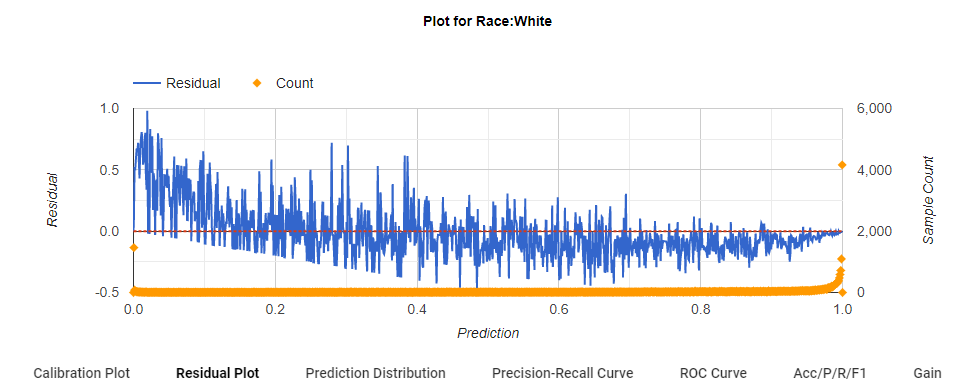 Plot for Race:White
Residual Count
1.0 6,000
0.5 4,000
0.0 2,000
-0.5 0
Residual
Sample Count
0.0 0.2 0.4 0.6 0.8 1.0
Prediction
Calibration Plot Residual Plot Prediction Distribution Precision-Recall Curve ROC Curve Acc/P/R/F1 Gain